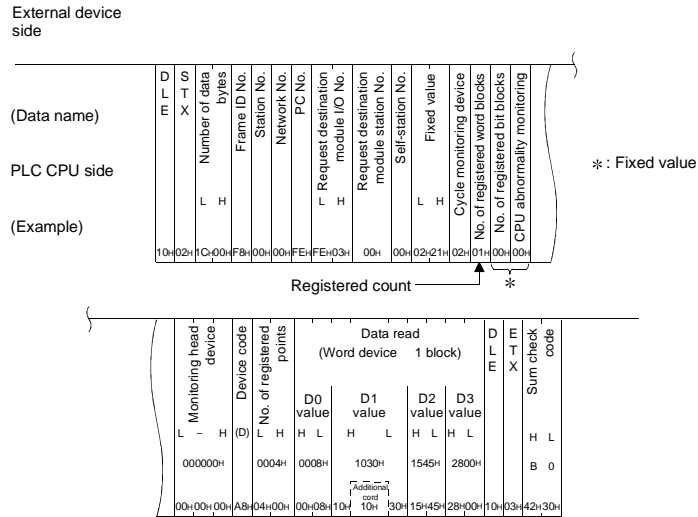 External device
side
(Data name)
PLC CPU side
(Example)
D L E
S T X
Number of data bytes
L H
Frame ID No.
Station No.
Network No.
PC No.
Request destination module I/O No.
L H
Request destination module station No.
Self-station No.
Fixed value
L H
Cycle monitoring device
No. of registered word blocks
No. of registered bit blocks
CPU abnormality monitoring
10H 02H 1CH 00H F8H 00H 00H FEH FEH 03H 00H 00H 02H 21H 02H 01H 00H 00H
* : Fixed value
Registered count
*
Monitoring head device
Device code
No. of registered points
Data read
(Word device 1 block)
D L E
E T X
Sum check code
D0 value
D1 value
D2 value
D3 value
L – H (D) L H H L H L H L H L H L
000000H 0004H 0008H 1030H 1545H 2800H B 0
Additional cord
00H 00H 00H A8H 04H 00H 00H 08H 10H 10H 30H 15H 45H 28H 00H 10H 03H 42H 30H